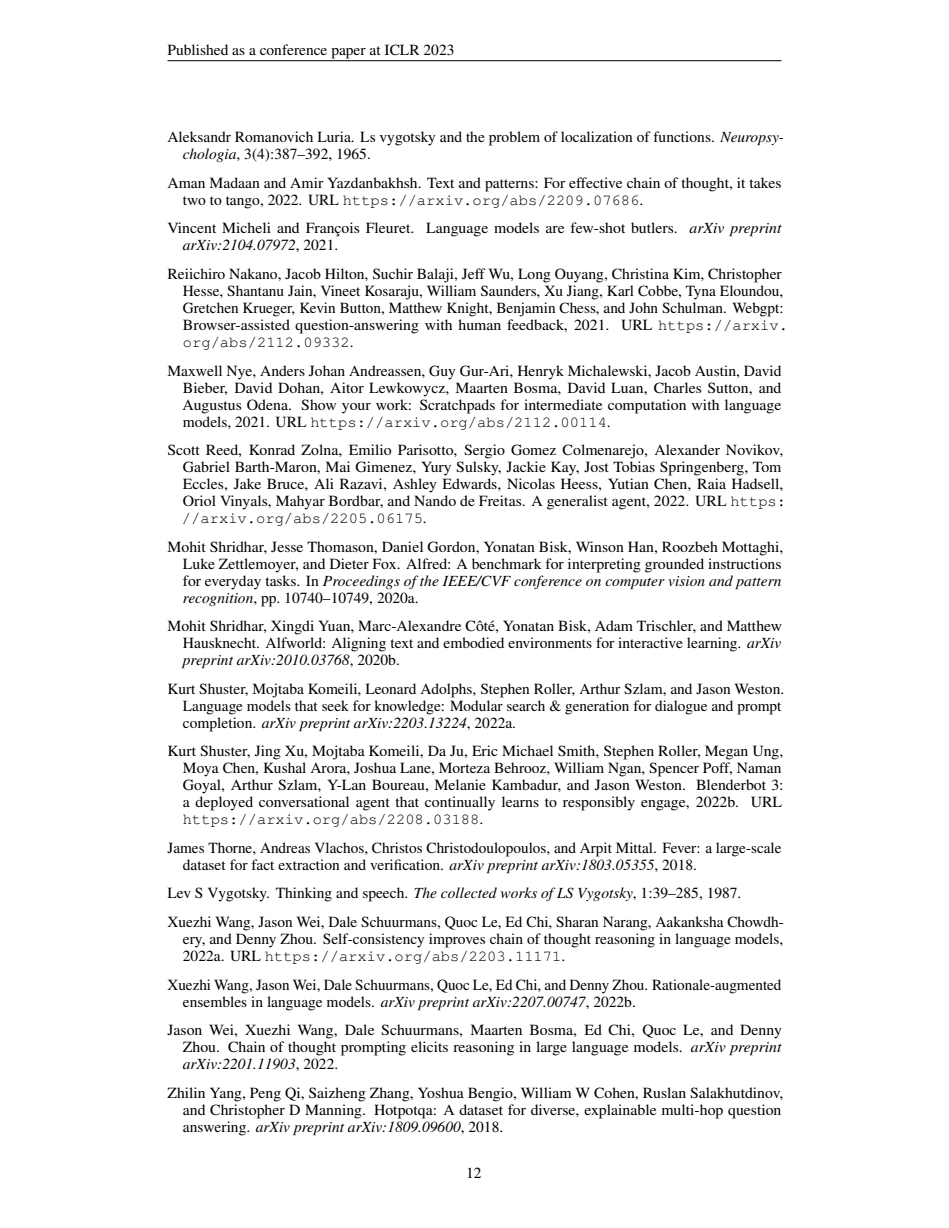 Published as a conference paper at ICLR 2023
Aleksandr Romanovich Luria. Ls vygotsky and the problem of localization of functions. Neuropsy-
chologia, 3(4):387–392, 1965.
Aman Madaan and Amir Yazdanbakhsh. Text and patterns: For effective chain of thought, it takes
two to tango, 2022. URL https://arxiv.org/abs/2209.07686.
Vincent Micheli and François Fleuret. Language models are few-shot butlers. arXiv preprint
arXiv:2104.07972, 2021.
Reiichiro Nakano, Jacob Hilton, Suchir Balaji, Jeff Wu, Long Ouyang, Christina Kim, Christopher
Hesse, Shantanu Jain, Vineet Kosaraju, William Saunders, Xu Jiang, Karl Cobbe, Tyna Eloundou,
Gretchen Krueger, Kevin Button, Matthew Knight, Benjamin Chess, and John Schulman. Webgpt:
Browser-assisted question-answering with human feedback, 2021. URL https://arxiv.
org/abs/2112.09332.
Maxwell Nye, Anders Johan Andreassen, Guy Gur-Ari, Henryk Michalewski, Jacob Austin, David
Bieber, David Dohan, Aitor Lewkowycz, Maarten Bosma, David Luan, Charles Sutton, and
Augustus Odena. Show your work: Scratchpads for intermediate computation with language
models, 2021. URL https://arxiv.org/abs/2112.00114.
Scott Reed, Konrad Zolna, Emilio Parisotto, Sergio Gomez Colmenarejo, Alexander Novikov,
Gabriel Barth-Maron, Mai Gimenez, Yury Sulsky, Jackie Kay, Jost Tobias Springenberg, Tom
Eccles, Jake Bruce, Ali Razavi, Ashley Edwards, Nicolas Heess, Yutian Chen, Raia Hadsell,
Oriol Vinyals, Mahyar Bordbar, and Nando de Freitas. A generalist agent, 2022. URL https:
//arxiv.org/abs/2205.06175.
Mohit Shridhar, Jesse Thomason, Daniel Gordon, Yonatan Bisk, Winson Han, Roozbeh Mottaghi,
Luke Zettlemoyer, and Dieter Fox. Alfred: A benchmark for interpreting grounded instructions
for everyday tasks. In Proceedings of the IEEE/CVF conference on computer vision and pattern
recognition, pp. 10740–10749, 2020a.
Mohit Shridhar, Xingdi Yuan, Marc-Alexandre Côté, Yonatan Bisk, Adam Trischler, and Matthew
Hausknecht. Alfworld: Aligning text and embodied environments for interactive learning. arXiv
preprint arXiv:2010.03768, 2020b.
Kurt Shuster, Mojtaba Komeili, Leonard Adolphs, Stephen Roller, Arthur Szlam, and Jason Weston.
Language models that seek for knowledge: Modular search & generation for dialogue and prompt
completion. arXiv preprint arXiv:2203.13224, 2022a.
Kurt Shuster, Jing Xu, Mojtaba Komeili, Da Ju, Eric Michael Smith, Stephen Roller, Megan Ung,
Moya Chen, Kushal Arora, Joshua Lane, Morteza Behrooz, William Ngan, Spencer Poff, Naman
Goyal, Arthur Szlam, Y-Lan Boureau, Melanie Kambadur, and Jason Weston. Blenderbot 3:
a deployed conversational agent that continually learns to responsibly engage, 2022b. URL
https://arxiv.org/abs/2208.03188.
James Thorne, Andreas Vlachos, Christos Christodoulopoulos, and Arpit Mittal. Fever: a large-scale
dataset for fact extraction and verification. arXiv preprint arXiv:1803.05355, 2018.
Lev S Vygotsky. Thinking and speech. The collected works of LS Vygotsky, 1:39–285, 1987.
Xuezhi Wang, Jason Wei, Dale Schuurmans, Quoc Le, Ed Chi, Sharan Narang, Aakanksha Chowdh-
ery, and Denny Zhou. Self-consistency improves chain of thought reasoning in language models,
2022a. URL https://arxiv.org/abs/2203.11171.
Xuezhi Wang, Jason Wei, Dale Schuurmans, Quoc Le, Ed Chi, and Denny Zhou. Rationale-augmented
ensembles in language models. arXiv preprint arXiv:2207.00747, 2022b.
Jason Wei, Xuezhi Wang, Dale Schuurmans, Maarten Bosma, Ed Chi, Quoc Le, and Denny
Zhou. Chain of thought prompting elicits reasoning in large language models. arXiv preprint
arXiv:2201.11903, 2022.
Zhilin Yang, Peng Qi, Saizheng Zhang, Yoshua Bengio, William W Cohen, Ruslan Salakhutdinov,
and Christopher D Manning. Hotpotqa: A dataset for diverse, explainable multi-hop question
answering. arXiv preprint arXiv:1809.09600, 2018.
12